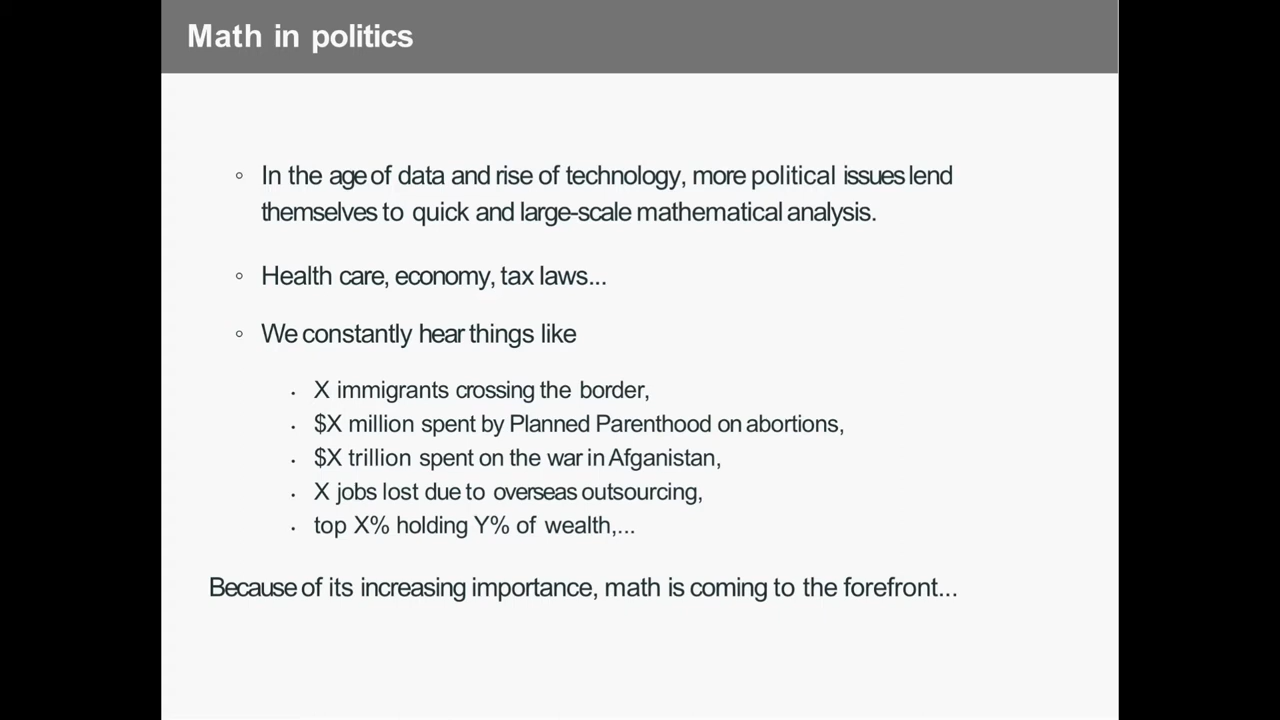 Math in politics
◦ In the age of data and rise of technology, more political issues lend
themselves to quick and large-scale mathematical analysis.
◦ Health care, economy, tax laws...
◦ We constantly hear things like
• X immigrants crossing the border,
• $X million spent by Planned Parenthood on abortions,
• $X trillion spent on the war in Afganistan,
• X jobs lost due to overseas outsourcing,
• top X% holding Y% of wealth,...
Because of its increasing importance, math is coming to the forefront...